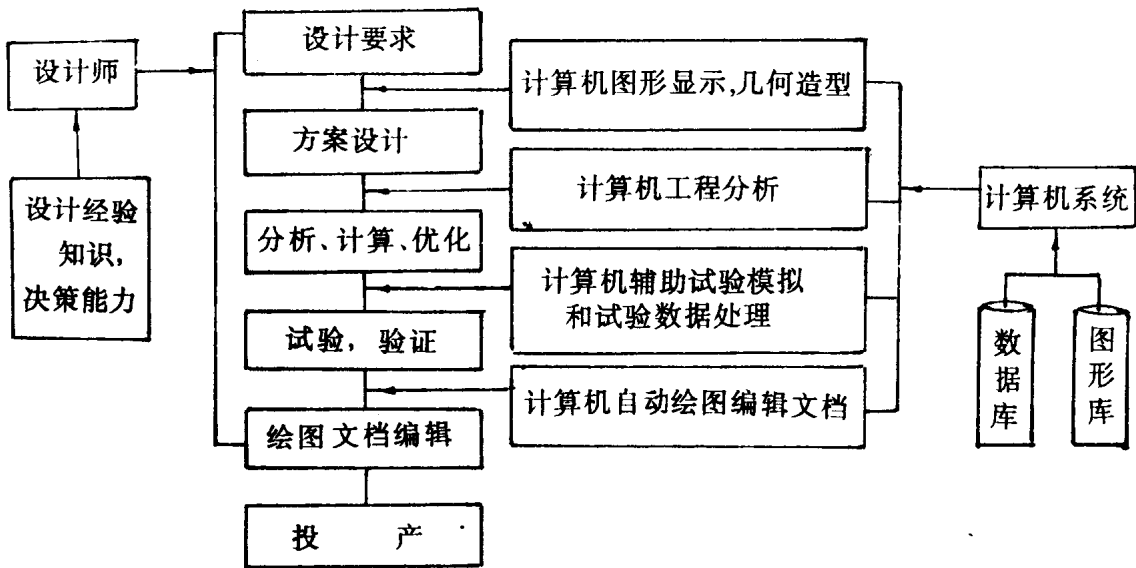 设计师
设计经验
知识，
决策能力
设计要求
方案设计
分析、计算、优化
试验，验证
绘图文档编辑
投 产
计算机图形显示,几何造型
计算机工程分析
计算机辅助试验模拟
和试验数据处理
计算机自动绘图编辑文档
计算机系统
数据库
图形库